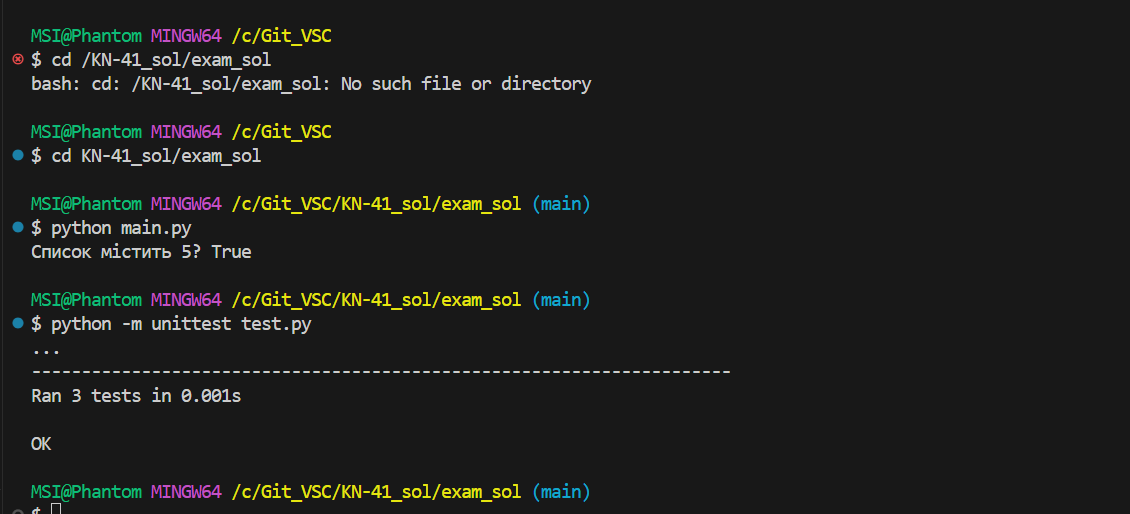 MSI@Phantom MINGW64 /c/Git_VSC
$ cd /KN-41_sol/exam_sol
bash: cd: /KN-41_sol/exam_sol: No such file or directory
MSI@Phantom MINGW64 /c/Git_VSC
$ cd KN-41_sol/exam_sol
MSI@Phantom MINGW64 /c/Git_VSC/KN-41_sol/exam_sol (main)
$ python main.py
Список містить 5? True
MSI@Phantom MINGW64 /c/Git_VSC/KN-41_sol/exam_sol (main)
$ python -m unittest test.py
...
----------------------------------------------------------------------
Ran 3 tests in 0.001s
OK
MSI@Phantom MINGW64 /c/Git_VSC/KN-41_sol/exam_sol (main)
$